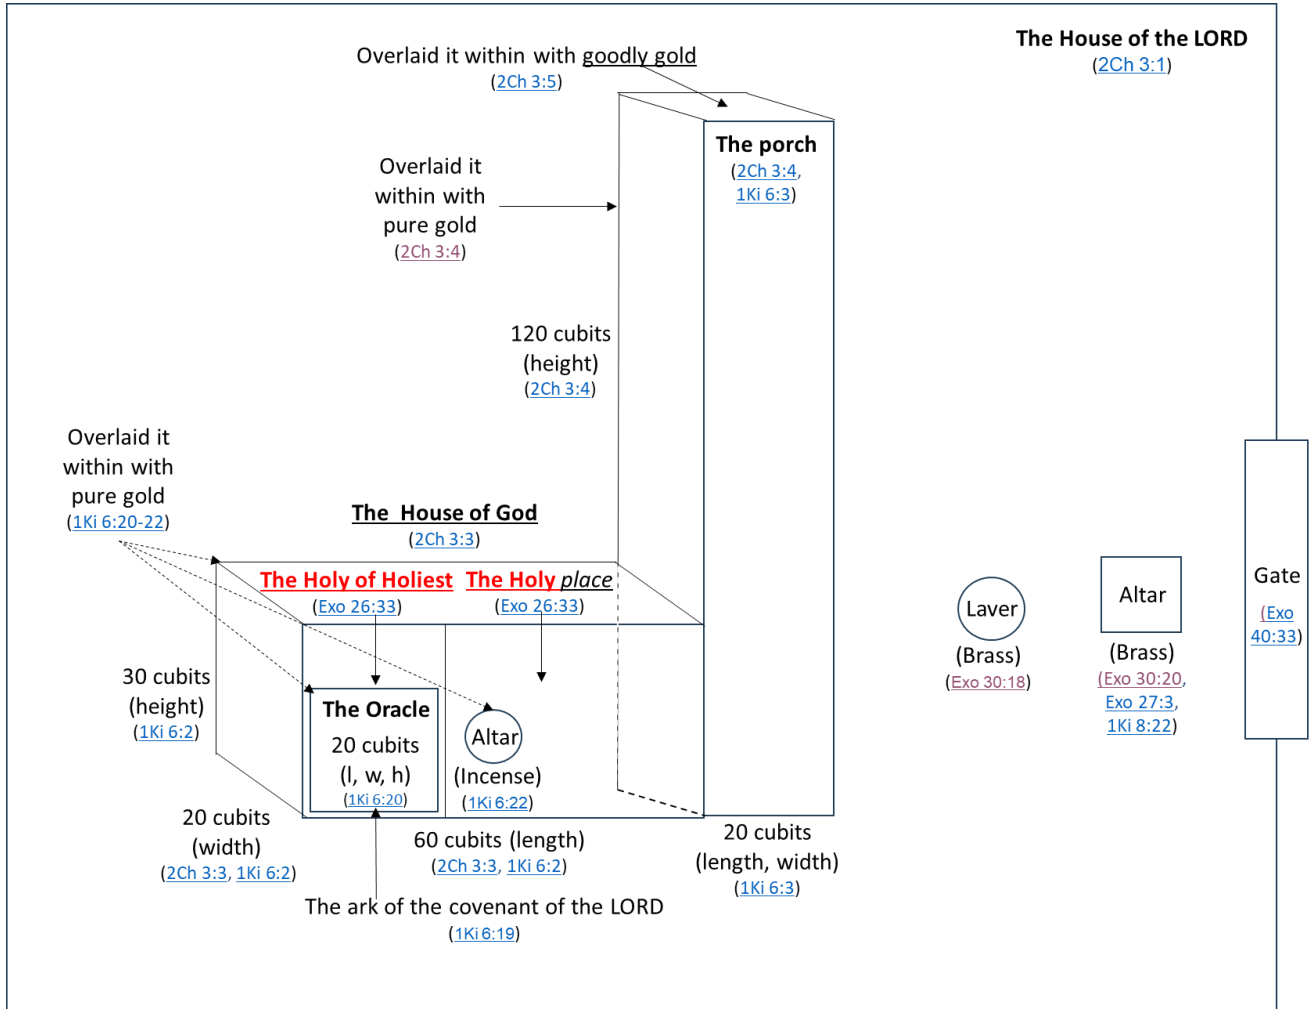 The House of the LORD
(2Ch 3:1)
Overlaid it within with goodly gold
(2Ch 3:5)
The porch
(2Ch 3:4,
1Ki 6:3)
Overlaid it
within with
pure gold
(2Ch 3:4)
120 cubits
(height)
(2Ch 3:4)
Overlaid it
within with
pure gold
(1Ki 6:20-22)
The House of God
(2Ch 3:3)
The Holy of Holiest
(Exo 26:33)
The Holy place
(Exo 26:33)
30 cubits
(height)
(1Ki 6:2)
The Oracle
20 cubits
(l, w, h)
(1Ki 6:20)
Altar
(Incense)
(1Ki 6:22)
20 cubits
(width)
(2Ch 3:3, 1Ki 6:2)
60 cubits (length)
(2Ch 3:3, 1Ki 6:2)
20 cubits
(length, width)
(1Ki 6:3)
The ark of the covenant of the LORD
(1Ki 6:19)
Laver
(Brass)
(Exo 30:18)
Altar
(Brass)
(Exo 30:20,
Exo 27:3,
1Ki 8:22)
Gate
(Exo
40:33)